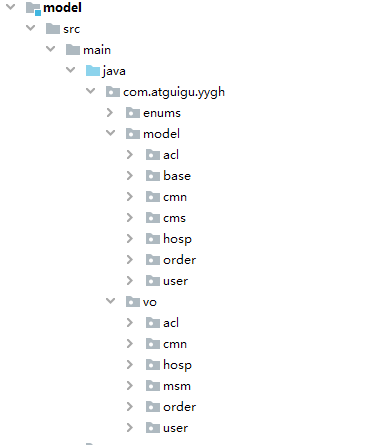 model
src
main
java
com.atguigu.yygh
enums
model
acl
base
cmn
cms
hosp
order
user
vo
acl
cmn
hosp
msm
order
user